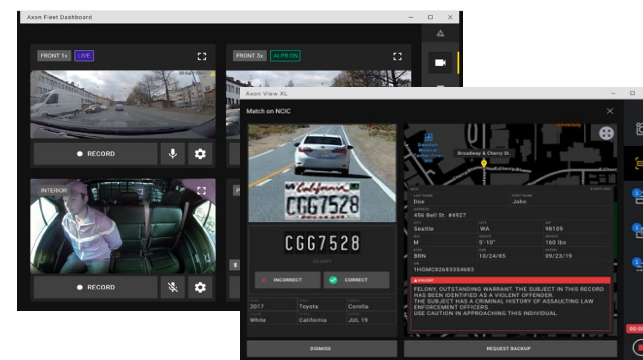 Axon Fleet Dashboard
FRONT 1x LIVE
FRONT 3x ALPR ON
RECORD
INTERIOR
RECORD
Axon View XL
Match on NCIC
California
CGG7528
CGG7528
INCORRECT
CORRECT
2017 Toyota Corolla
White California JUL 19
DISMISS
Broadway & Cherry St.
Doe John
456 Bell St. #4927
Seattle WA 98109
M 5'-10" 160 lbs
BRN 10/24/85 09/23/19
VIOLENT
FELONY, OUTSTANDING WARRANT. THE SUBJECT IN THIS RECORD
HAS BEEN IDENTIFIED AS A VIOLENT OFFENDER.
THE SUBJECT HAS A CRIMINAL HISTORY OF ASSAULTING LAW
ENFORCEMENT OFFICERS.
USE CAUTION IN APPROACHING THIS INDIVIDUAL.
REQUEST BACKUP